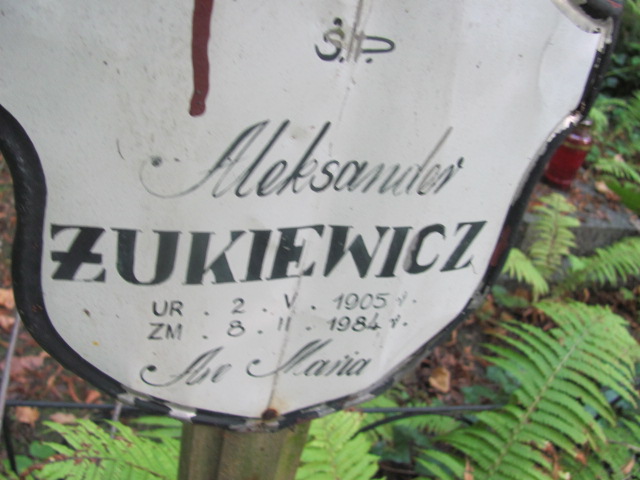 Ś.P.
Aleksander
ŻUKIEWICZ
UR . 2 . V . 1905 r.
ZM . 8 . II . 1984 r.
Ave Maria